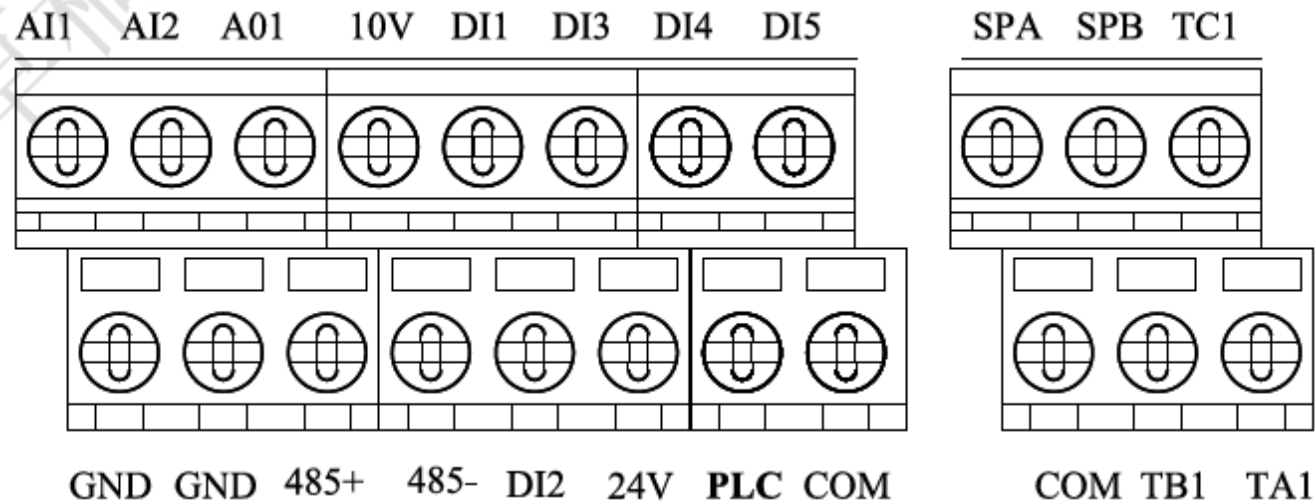 AI1 AI2 A01 10V DI1 DI3 DI4 DI5 SPA SPB TC1
GND GND 485+ 485- DI2 24V PLC COM COM TB1 TA1